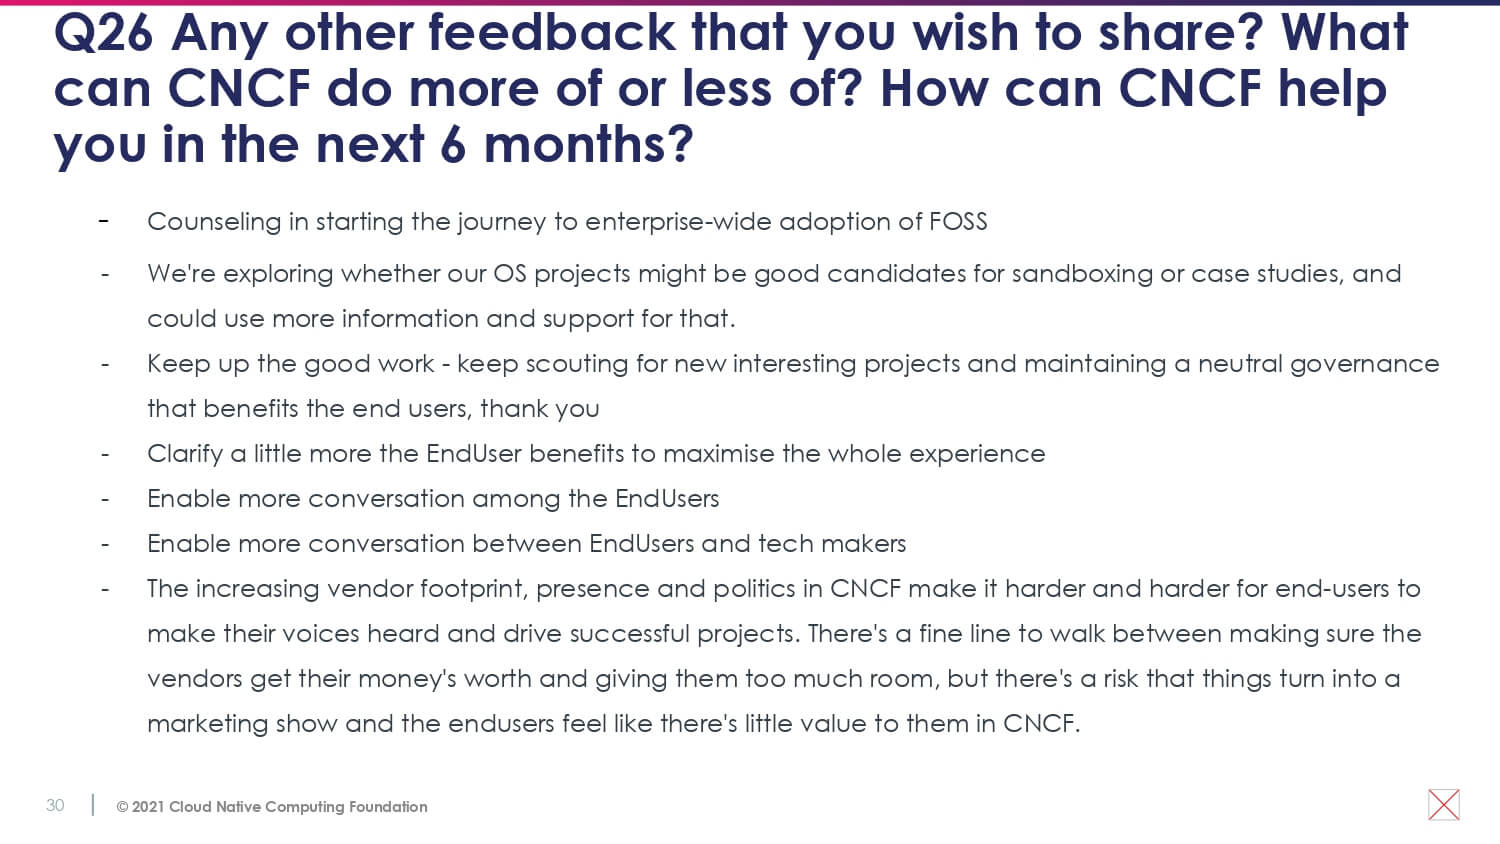 Q26 Any other feedback that you wish to share? What
can CNCF do more of or less of? How can CNCF help
you in the next 6 months?
- Counseling in starting the journey to enterprise-wide adoption of FOSS
- We're exploring whether our OS projects might be good candidates for sandboxing or case studies, and
could use more information and support for that.
- Keep up the good work - keep scouting for new interesting projects and maintaining a neutral governance
that benefits the end users, thank you
- Clarify a little more the EndUser benefits to maximise the whole experience
- Enable more conversation among the EndUsers
- Enable more conversation between EndUsers and tech makers
- The increasing vendor footprint, presence and politics in CNCF make it harder and harder for end-users to
make their voices heard and drive successful projects. There's a fine line to walk between making sure the
vendors get their money's worth and giving them too much room, but there's a risk that things turn into a
marketing show and the endusers feel like there's little value to them in CNCF.
30 | © 2021 Cloud Native Computing Foundation